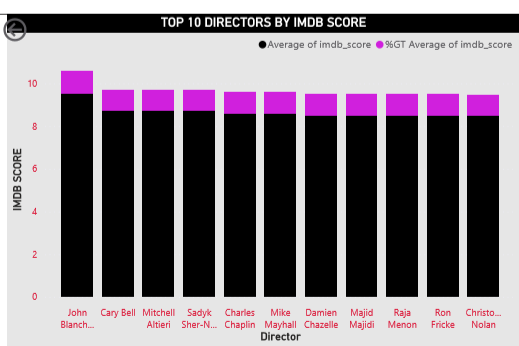 TOP 10 DIRECTORS BY IMDB SCORE
Average of imdb_score %GT Average of imdb_score
IMDB SCORE
10
8
6
4
2
0
John Blanch...
Cary Bell
Mitchell Altieri
Sadyk Sher-N...
Charles Chaplin
Mike Mayhall
Damien Chazelle
Majid Majidi
Raja Menon
Ron Fricke
Christo... Nolan
Director